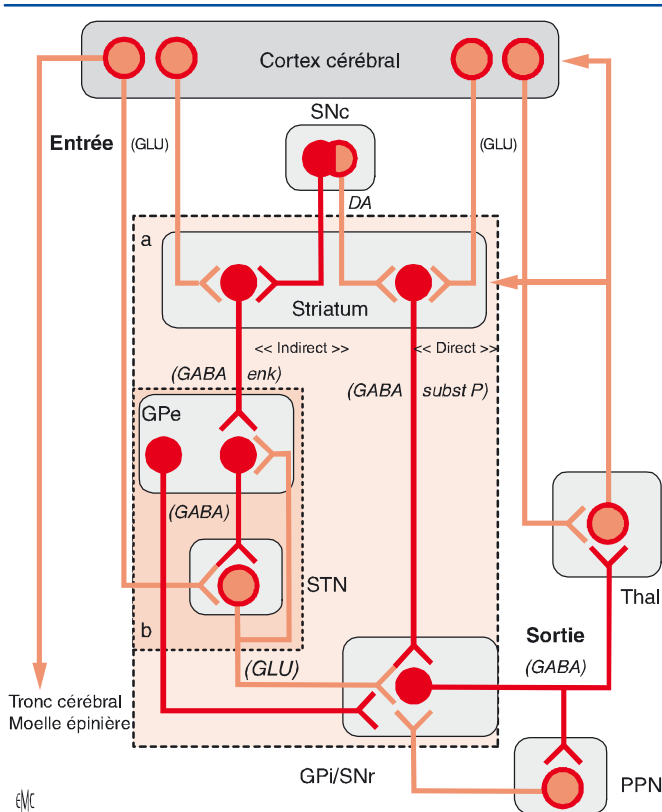 Cortex cérébral
SNc
Entrée (GLU)
(GLU)
DA
a
Striatum
<< Indirect >>
<< Direct >>
(GABA enk)
(GABA subst P)
GPe
(GABA)
STN
Thal
b
Sortie
(GLU)
(GABA)
Tronc cérébral
Moelle épinière
GPi/SNr
PPN
EMC